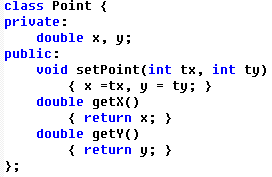 class Point {
private:
    double x, y;
public:
    void setPoint(int tx, int ty)
        { x =tx, y = ty; }
    double getX()
        { return x; }
    double getY()
        { return y; }
};